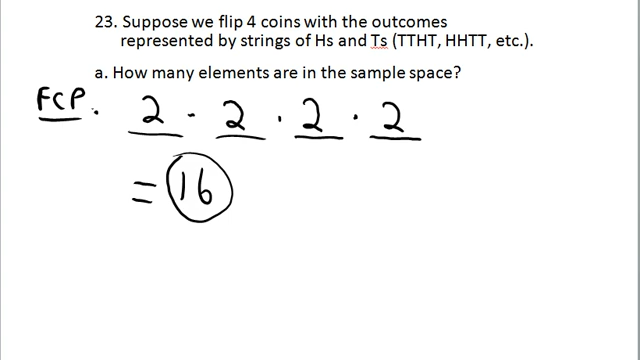 23. Suppose we flip 4 coins with the outcomes
represented by strings of Hs and Ts (TTHT, HHTT, etc.).
a. How many elements are in the sample space?
FCP. 2 · 2 · 2 · 2
= 16